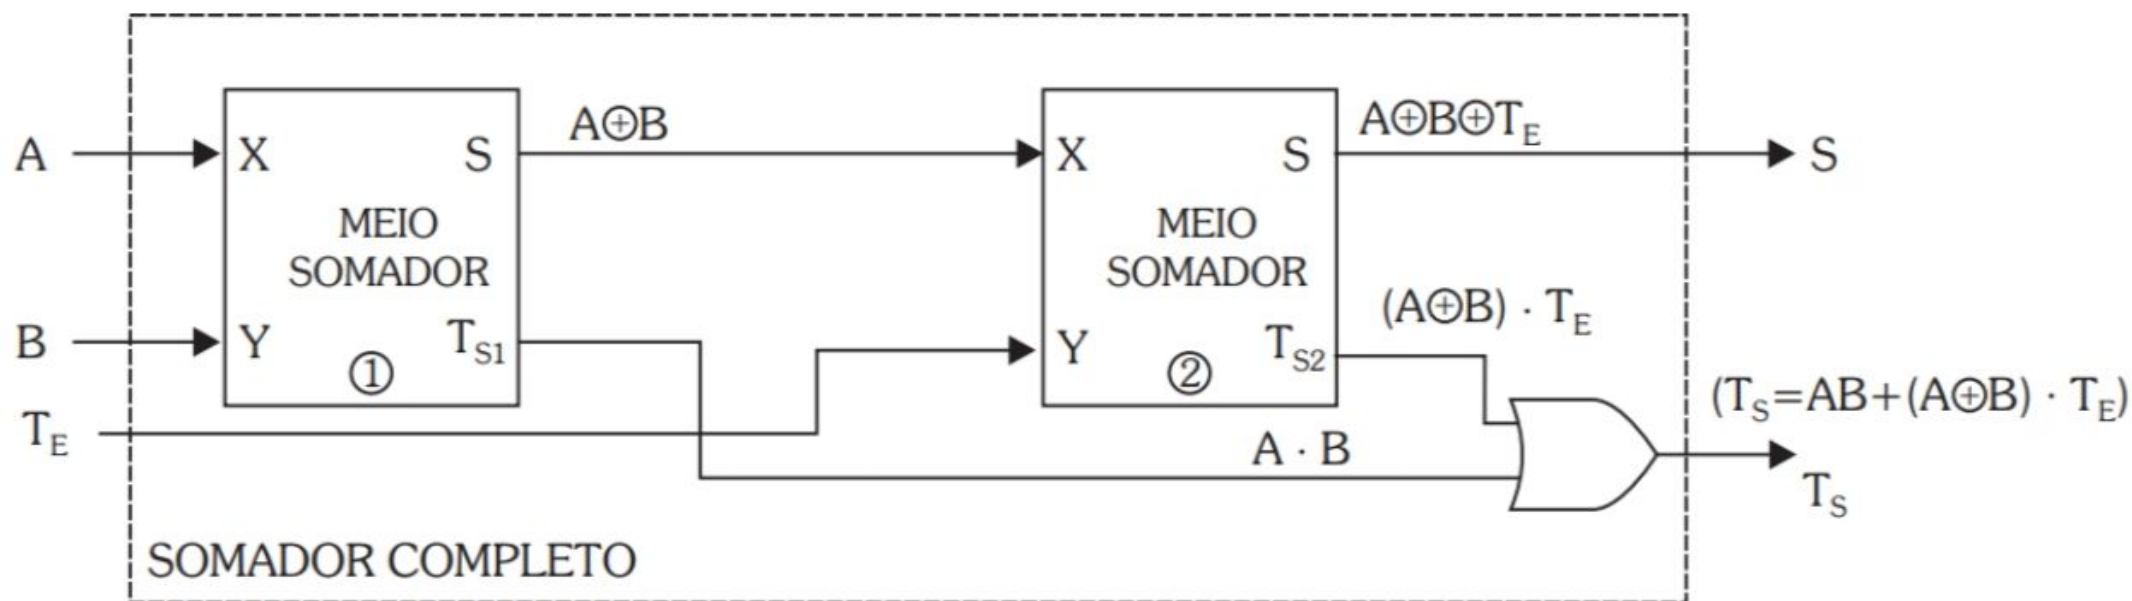 A
X
S
A⊕B
X
S
A⊕B⊕T_E
S
MEIO
SOMADOR
MEIO
SOMADOR
B
Y
T_S1
①
Y
T_S2
②
(A⊕B) · T_E
T_E
A · B
(T_S=AB+(A⊕B) · T_E)
T_S
SOMADOR COMPLETO